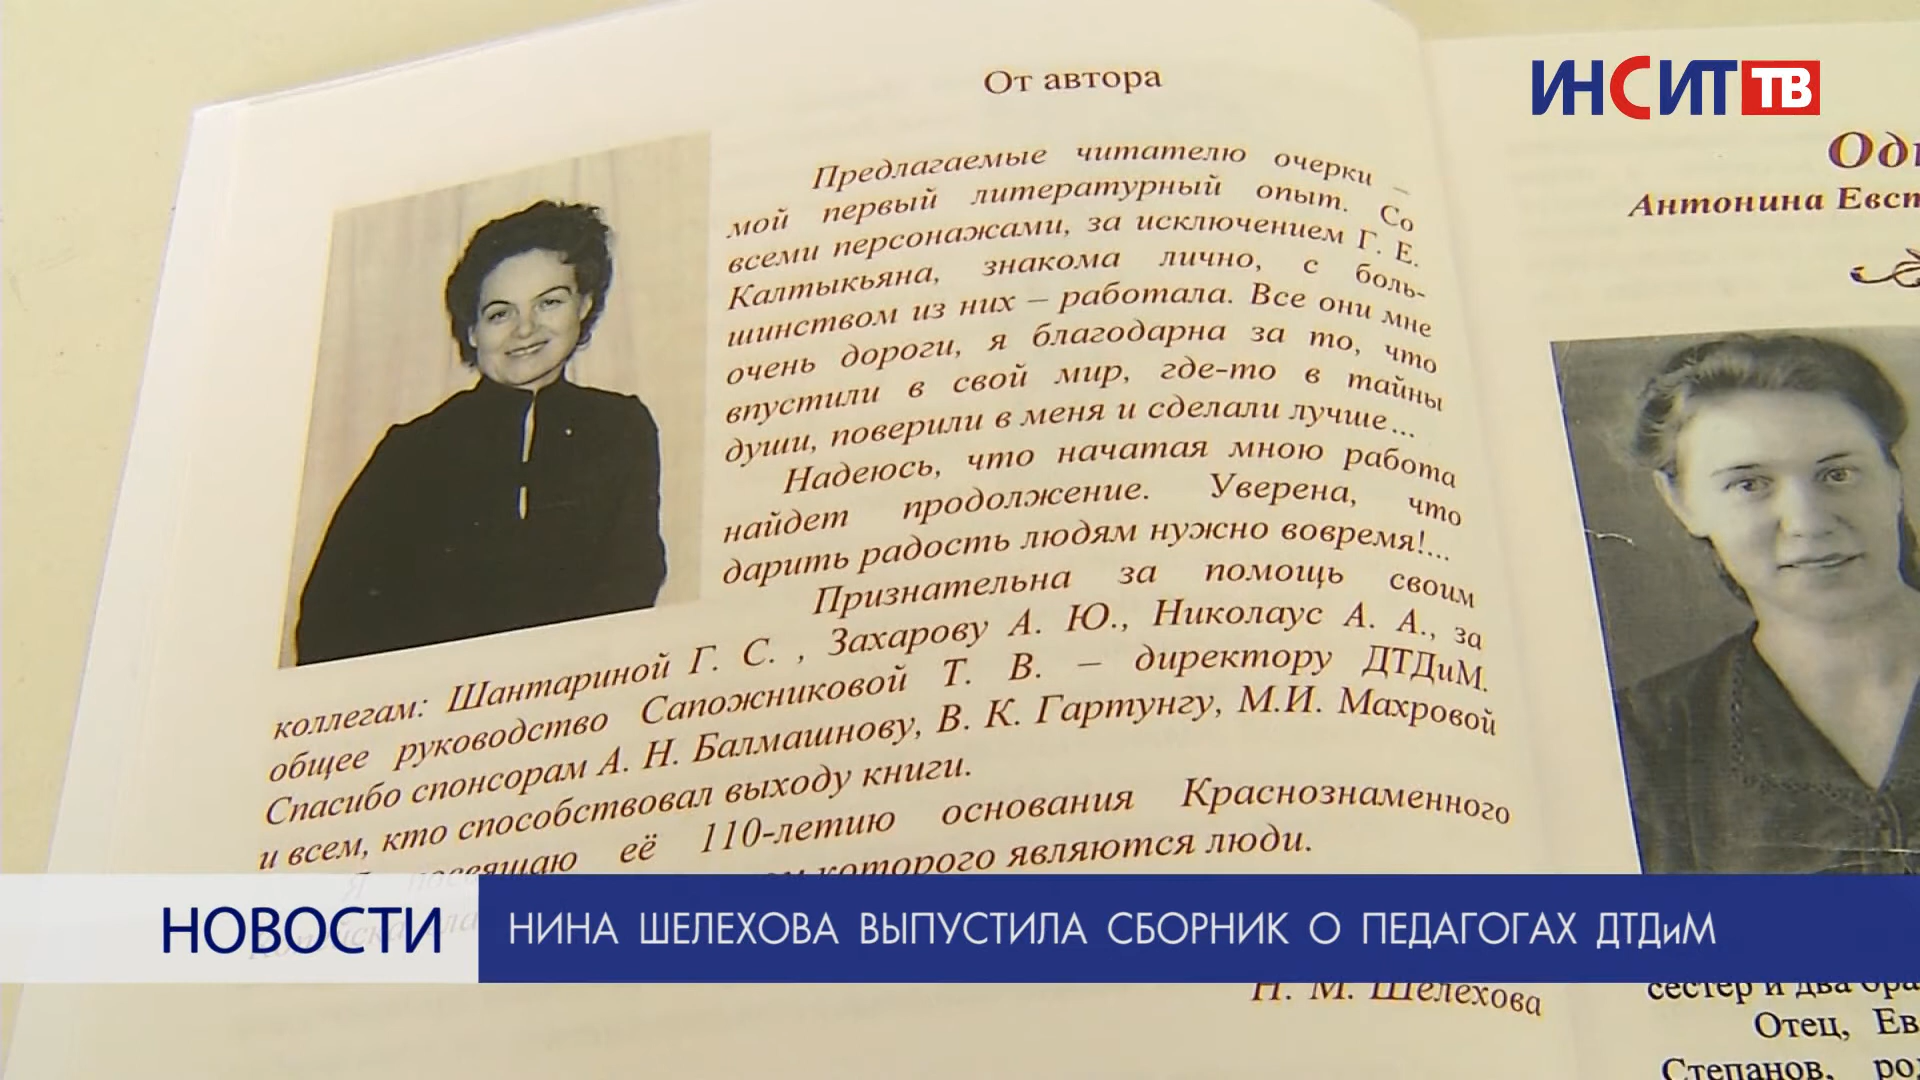 ИНСИТ ТВ
От автора
Предлагаемые читателю очерки –
мой первый литературный опыт. Со
всеми персонажами, за исключением Г. Е.
Калтыкьяна, знакома лично, с боль-
шинством из них – работала. Все они мне
очень дороги, я благодарна за то, что
впустили в свой мир, где-то в тайны
души, поверили в меня и сделали лучше...
Надеюсь, что начатая мною работа
найдет продолжение. Уверена, что
дарить радость людям нужно вовремя!...
Признательна за помощь своим
коллегам: Шантариной Г. С. , Захарову А. Ю., Николаус А. А., за
общее руководство Сапожниковой Т. В. – директору ДТДиМ.
Спасибо спонсорам А. Н. Балмашнову, В. К. Гартунгу, М.И. Махровой
и всем, кто способствовал выходу книги.
Я посвящаю её 110-летию основания Краснознаменного
которого являются люди.
Н. М. Шелехова
Антонина Евст
сестер и два бра
Отец, Ев
Степанов, род
НОВОСТИ
НИНА ШЕЛЕХОВА ВЫПУСТИЛА СБОРНИК О ПЕДАГОГАХ ДТДиМ